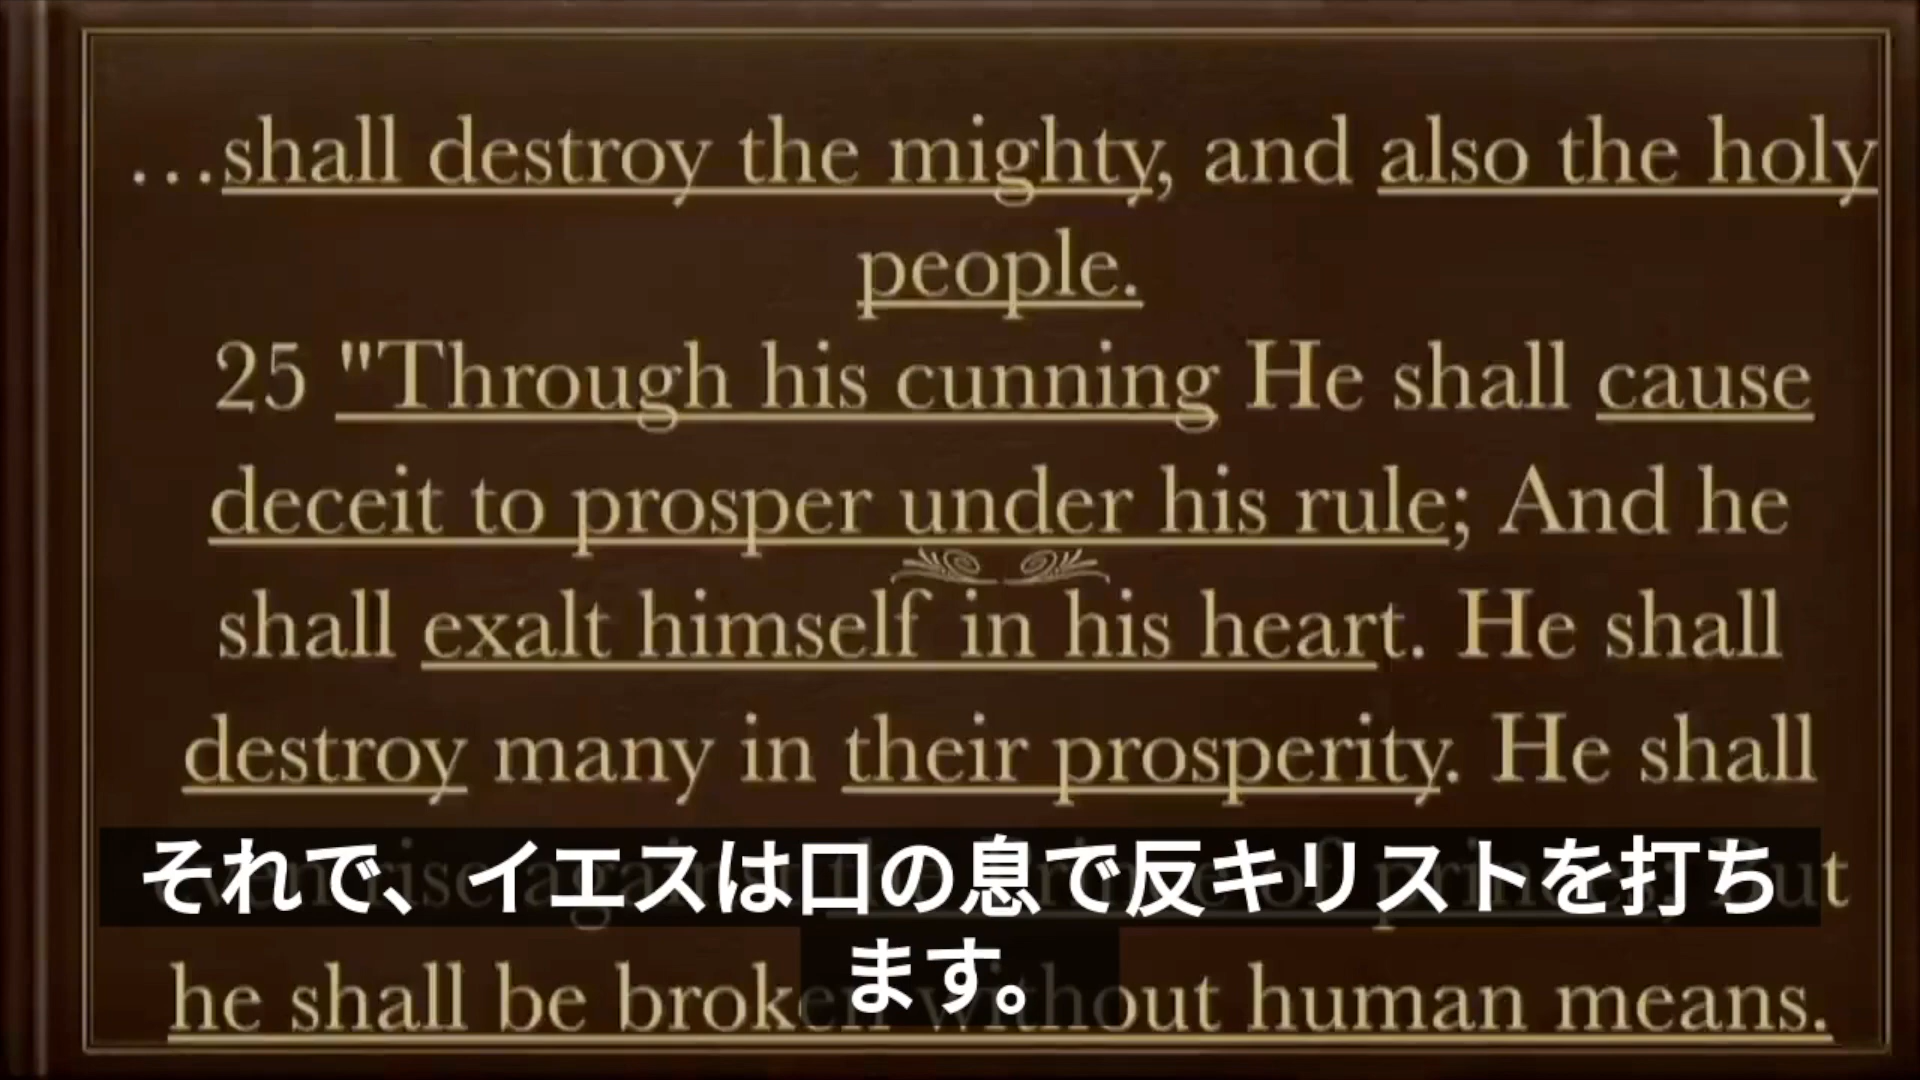 …shall destroy the mighty, and also the holy
people.
25 "Through his cunning He shall cause
deceit to prosper under his rule; And he
shall exalt himself in his heart. He shall
destroy many in their prosperity. He shall
それで、イエスは口の息で反キリストを打ち
ます。
he shall be broken without human means.